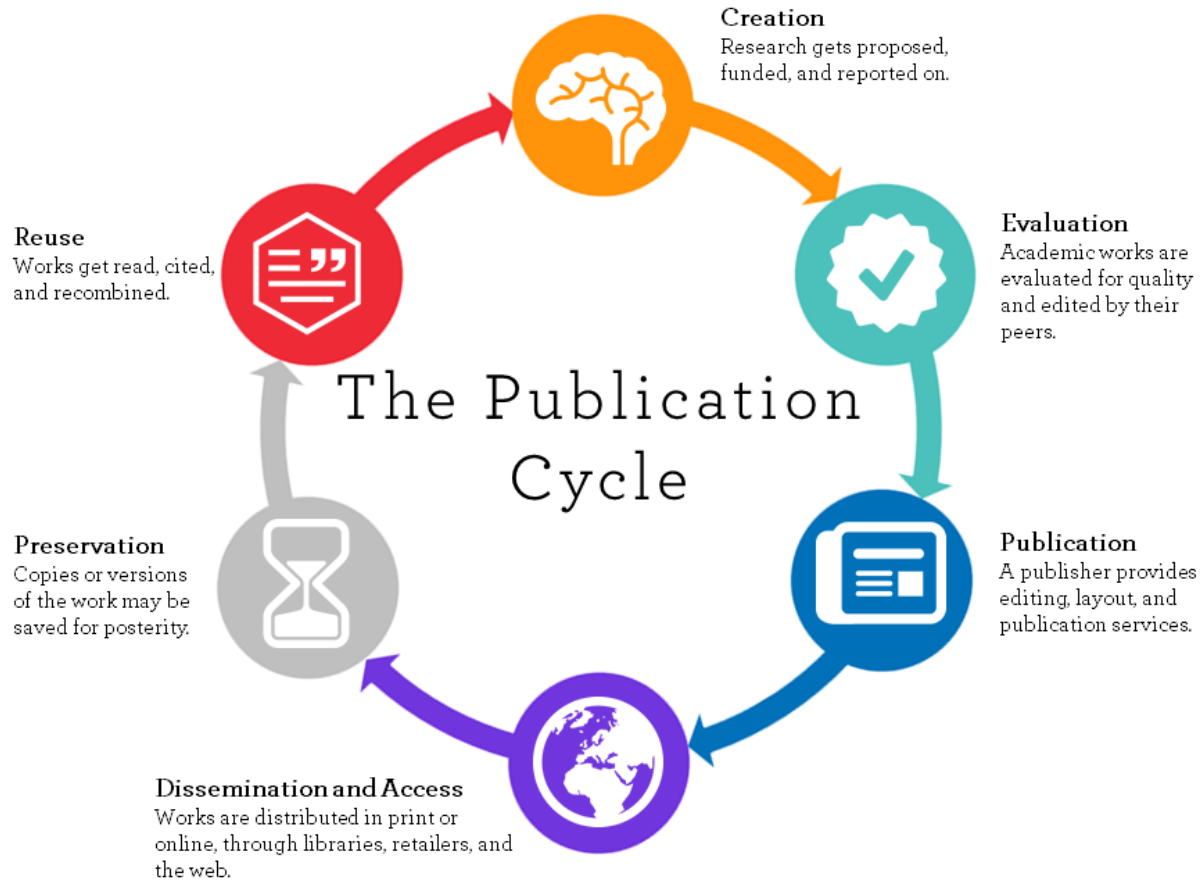 Creation
Research gets proposed,
funded, and reported on.
Evaluation
Academic works are
evaluated for quality
and edited by their
peers.
Publication
A publisher provides
editing, layout, and
publication services.
Dissemination and Access
Works are distributed in print or
online, through libraries, retailers, and
the web.
Preservation
Copies or versions
of the work may be
saved for posterity.
Reuse
Works get read, cited,
and recombined.
The Publication
Cycle